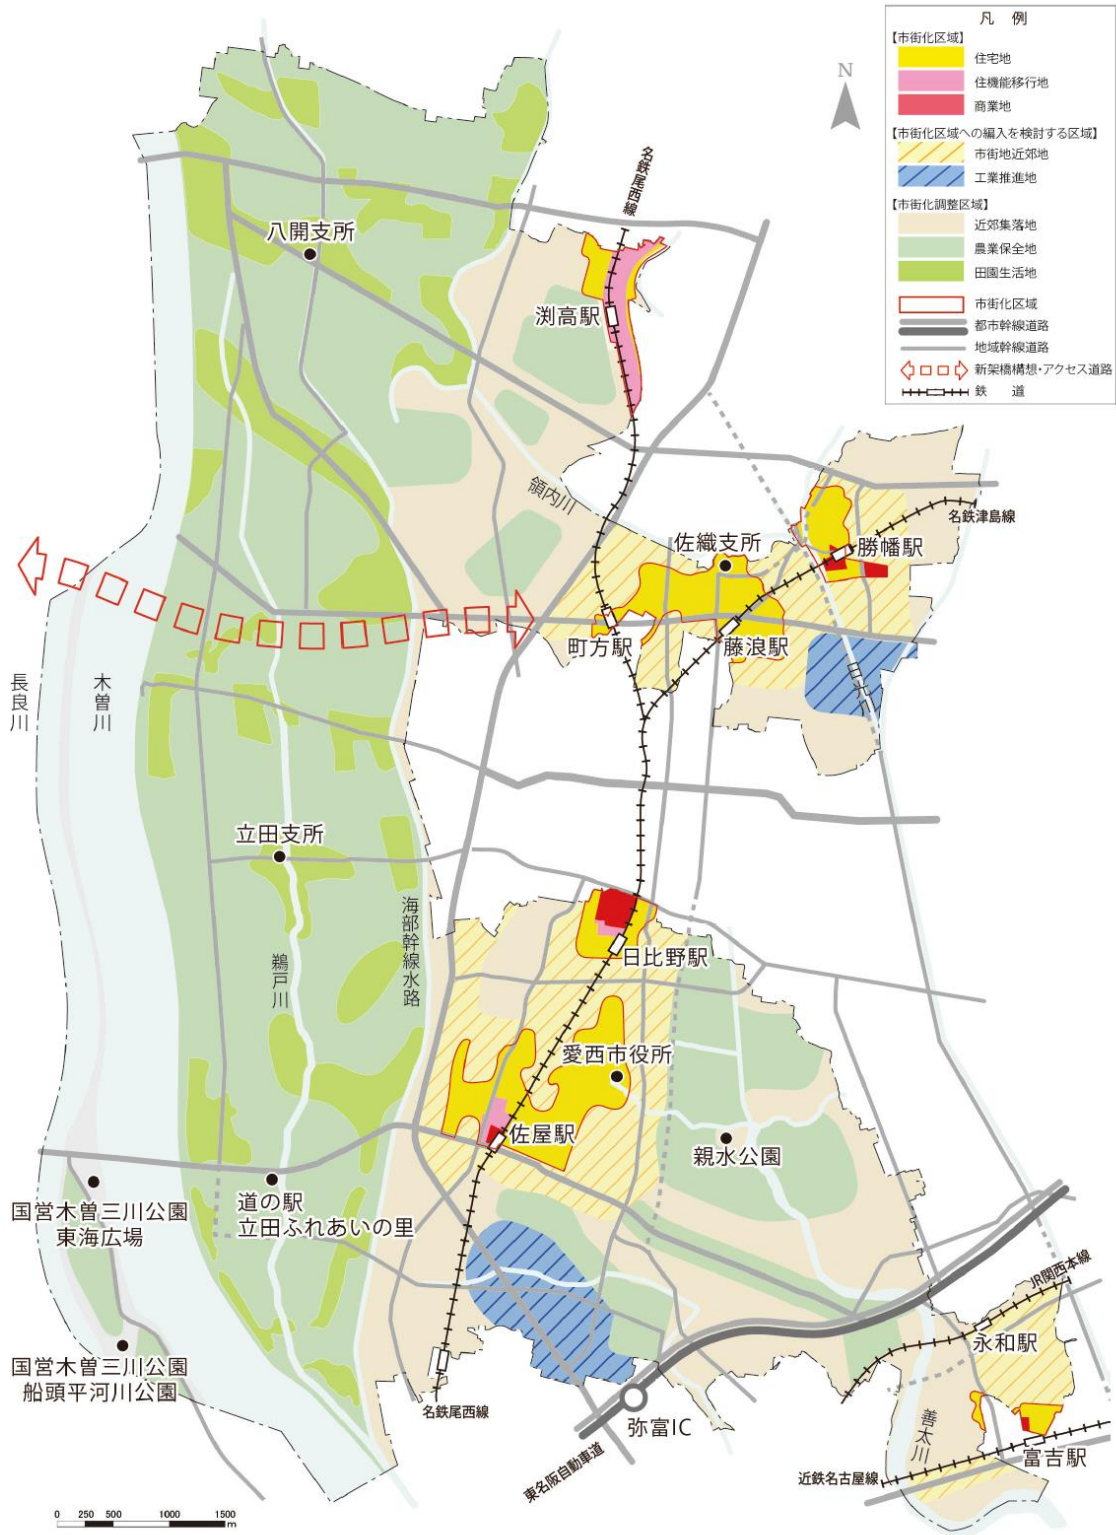 凡 例
【市街化区域】
住宅地
住機能移行地
商業地
【市街化区域への編入を検討する区域】
市街地近郊地
工業推進地
【市街化調整区域】
近郊集落地
農業保全地
田園生活地
市街化区域
都市幹線道路
地域幹線道路
新架橋構想・アクセス道路
鉄 道
N
名鉄尾西線
八開支所
渕高駅
領内川
名鉄津島線
佐織支所
勝幡駅
町方駅
藤浪駅
日光川
長良川
木曽川
立田支所
海部幹線水路
鵜戸川
日比野駅
愛西市役所
佐屋駅
親水公園
国営木曽三川公園
東海広場
道の駅
立田ふれあいの里
JR関西本線
永和駅
国営木曽三川公園
船頭平河川公園
名鉄尾西線
弥富IC
善太川
東名阪自動車道
富吉駅
近鉄名古屋線
0 250 500 1000 1500
m